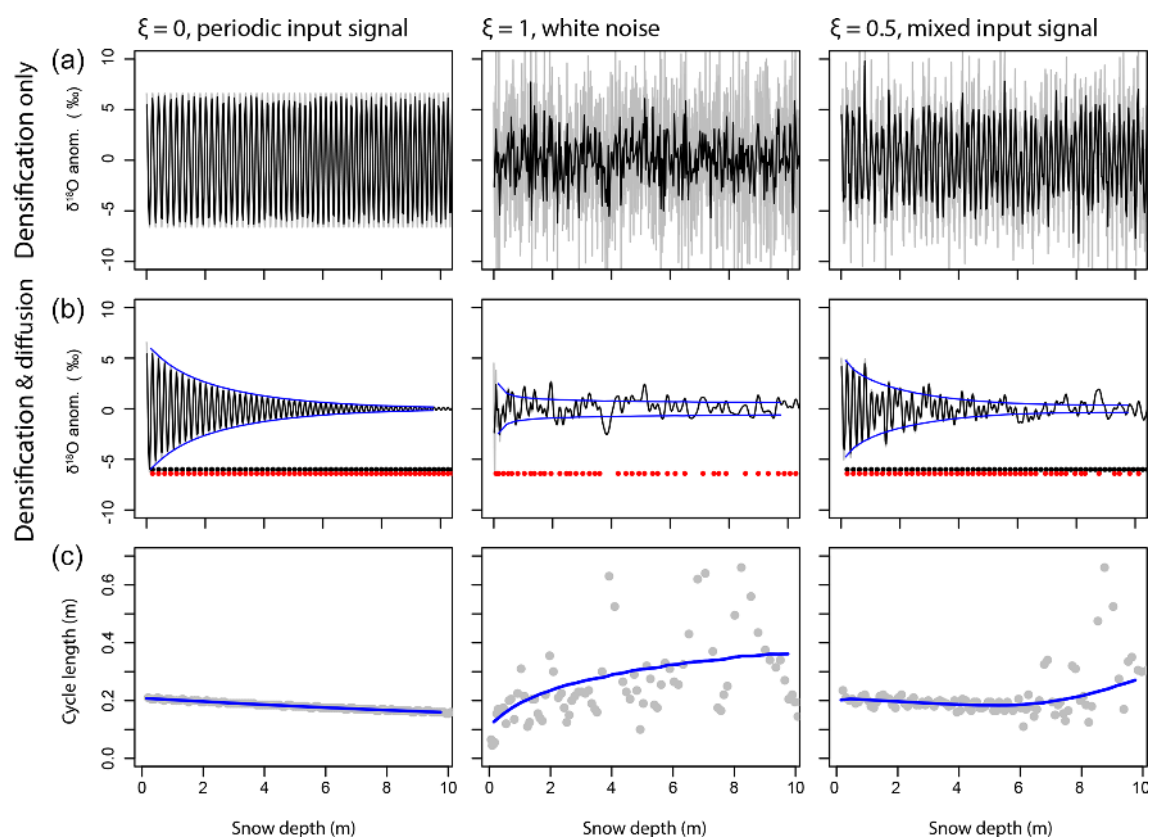 ξ = 0, periodic input signal
ξ = 1, white noise
ξ = 0.5, mixed input signal
(a)
Densification only
δ¹⁸O anom. ( ‰)
10
5
0
-5
-10
(b)
Densification & diffusion
δ¹⁸O anom. ( ‰)
10
5
0
-5
-10
(c)
Cycle length (m)
0.6
0.4
0.2
0.0
0 2 4 6 8 10
0 2 4 6 8 10
0 2 4 6 8 10
Snow depth (m)
Snow depth (m)
Snow depth (m)